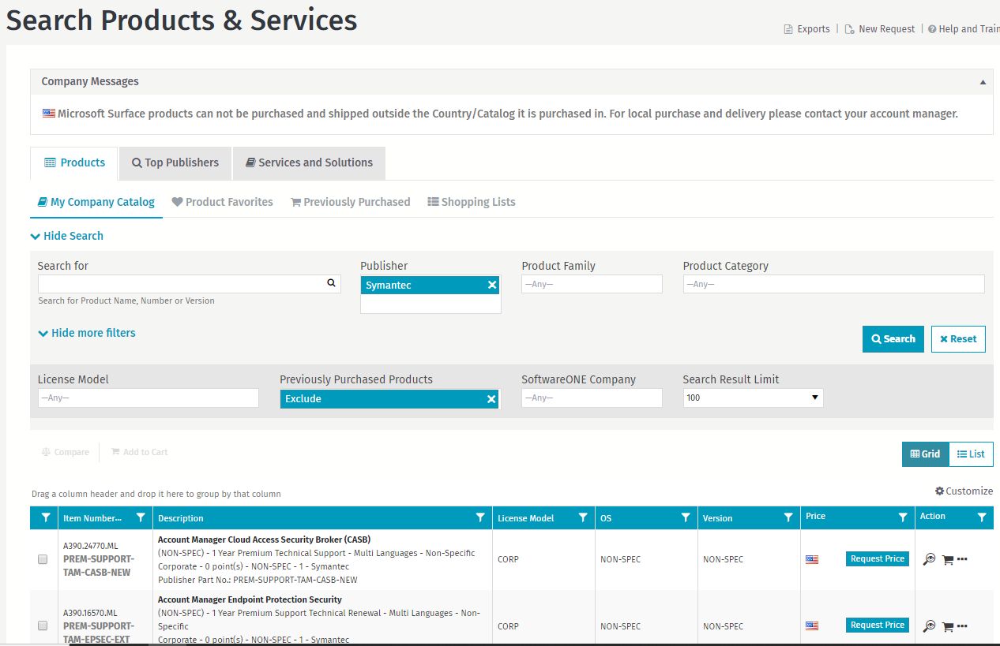 Search Products & Services
Exports | New Request | Help and Train
Company Messages
Microsoft Surface products can not be purchased and shipped outside the Country/Catalog it is purchased in. For local purchase and delivery please contact your account manager.
Products Top Publishers Services and Solutions
My Company Catalog Product Favorites Previously Purchased Shopping Lists
Hide Search
Search for Publisher Product Family Product Category
Symantec —Any— —Any—
Search for Product Name, Number or Version
Hide more filters Search Reset
License Model Previously Purchased Products SoftwareONE Company Search Result Limit
—Any— Exclude —Any— 100
Compare Add to Cart Grid List
Drag a column header and drop it here to group by that column Customize
Item Number... Description License Model OS Version Price Action
A390.24770.ML
PREM-SUPPORT-
TAM-CASB-NEW
Account Manager Cloud Access Security Broker (CASB)
(NON-SPEC) - 1 Year Premium Technical Support - Multi Languages - Non-Specific
Corporate - 0 point(s) - NON-SPEC - 1 - Symantec
Publisher Part No.: PREM-SUPPORT-TAM-CASB-NEW
CORP NON-SPEC NON-SPEC Request Price
A390.16570.ML
PREM-SUPPORT-
TAM-EPSEC-EXT
Account Manager Endpoint Protection Security
(NON-SPEC) - 1 Year Premium Support Technical Renewal - Multi Languages - Non-
Specific
Corporate - 0 point(s) - NON-SPEC - 1 - Symantec
CORP NON-SPEC NON-SPEC Request Price